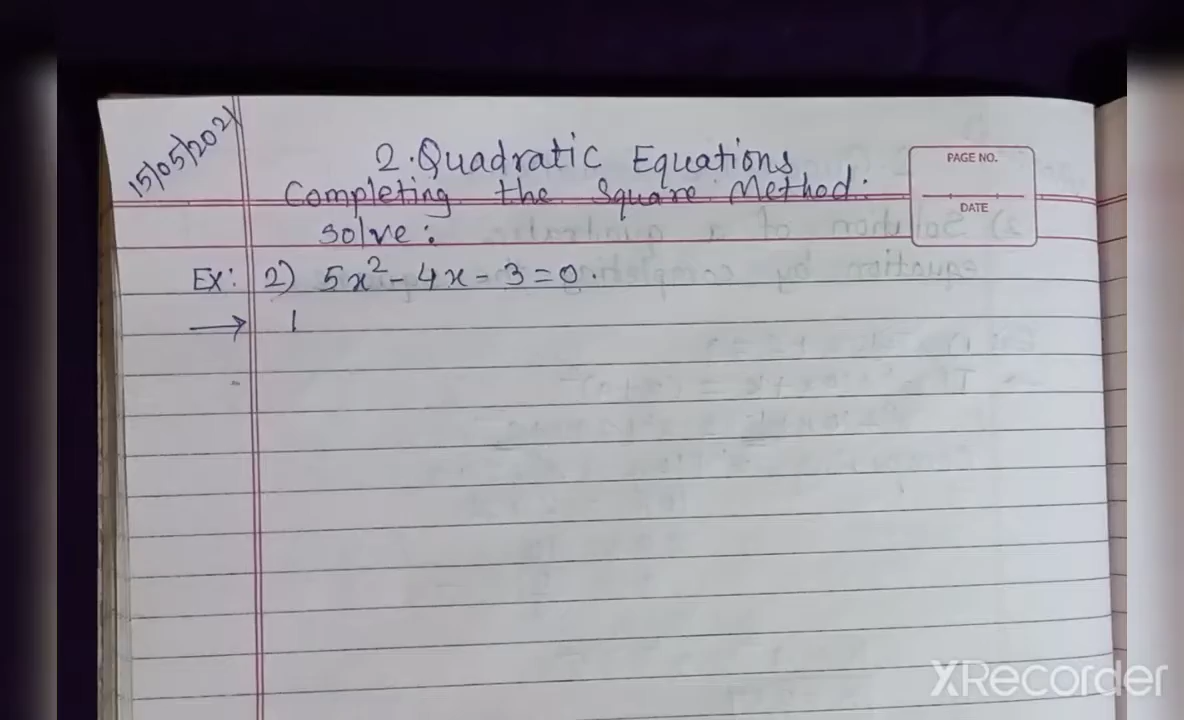 15/05/2021
2. Quadratic Equations
Completing the Square Method.
Solve:
Ex: 2) 5x² - 4x - 3 = 0.
→
PAGE NO.
DATE
XRecorder